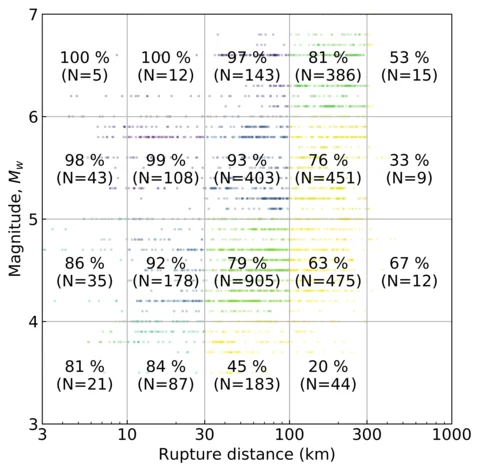 7
100 %
(N=5)
100 %
(N=12)
97 %
(N=143)
81 %
(N=386)
53 %
(N=15)
6
98 %
(N=43)
99 %
(N=108)
93 %
(N=403)
76 %
(N=451)
33 %
(N=9)
Magnitude, Mw
5
86 %
(N=35)
92 %
(N=178)
79 %
(N=905)
63 %
(N=475)
67 %
(N=12)
4
81 %
(N=21)
84 %
(N=87)
45 %
(N=183)
20 %
(N=44)
3
3
10
30
100
300
1000
Rupture distance (km)